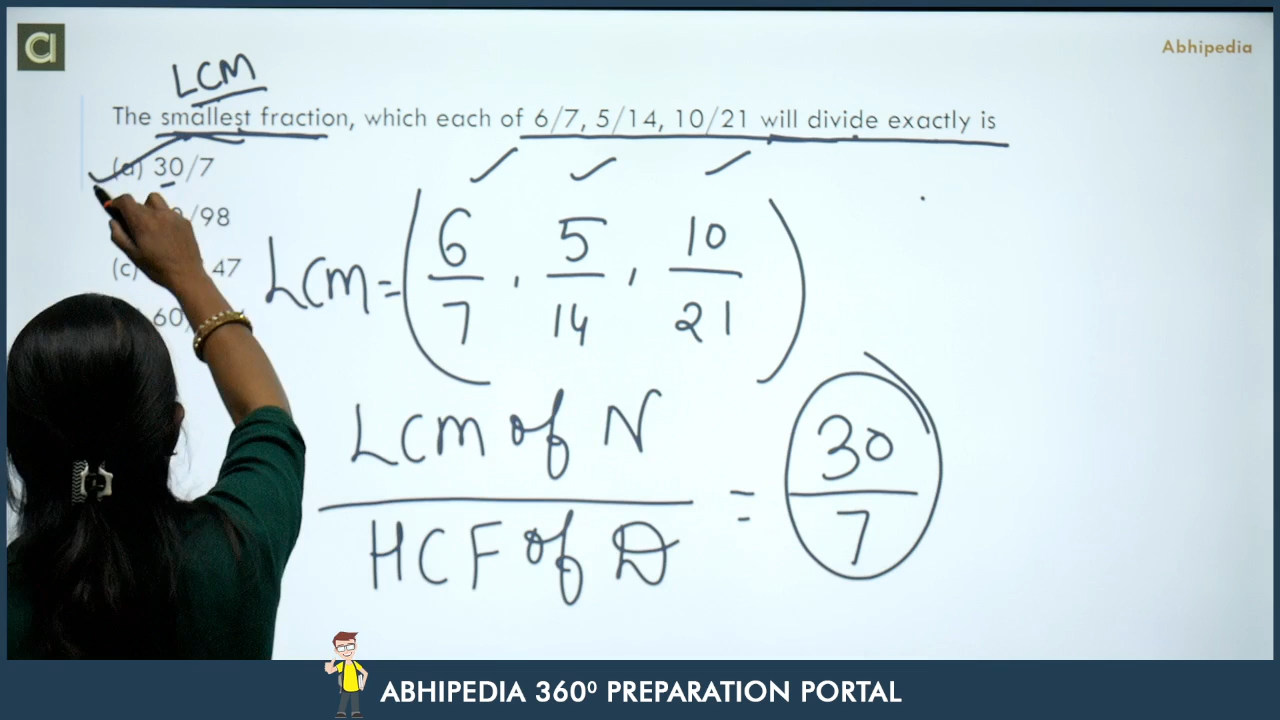 Abhipedia
LCM
The smallest fraction, which each of 6/7, 5/14, 10/21 will divide exactly is
(a) 30/7
/98
(c) 47
60/
LCM = ( 6/7 , 5/14 , 10/21 )
LCM of N / HCF of D = 30/7
ABHIPEDIA 360º PREPARATION PORTAL